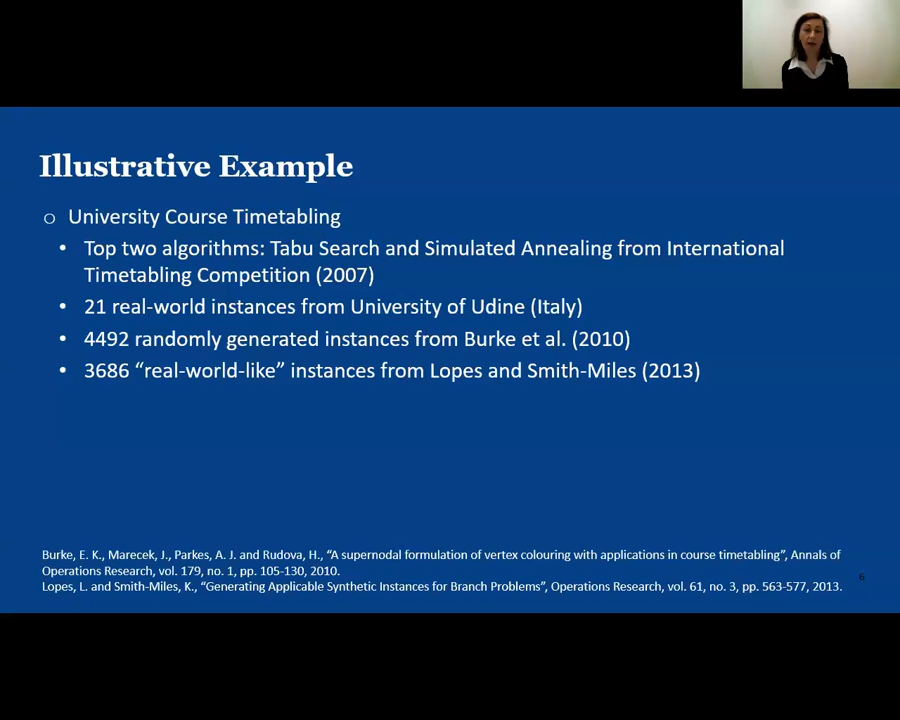 Illustrative Example
o University Course Timetabling
• Top two algorithms: Tabu Search and Simulated Annealing from International
Timetabling Competition (2007)
• 21 real-world instances from University of Udine (Italy)
• 4492 randomly generated instances from Burke et al. (2010)
• 3686 “real-world-like” instances from Lopes and Smith-Miles (2013)
Burke, E. K., Marecek, J., Parkes, A. J. and Rudova, H., “A supernodal formulation of vertex colouring with applications in course timetabling”, Annals of
Operations Research, vol. 179, no. 1, pp. 105-130, 2010.
Lopes, L. and Smith-Miles, K., “Generating Applicable Synthetic Instances for Branch Problems”, Operations Research, vol. 61, no. 3, pp. 563-577, 2013.
6